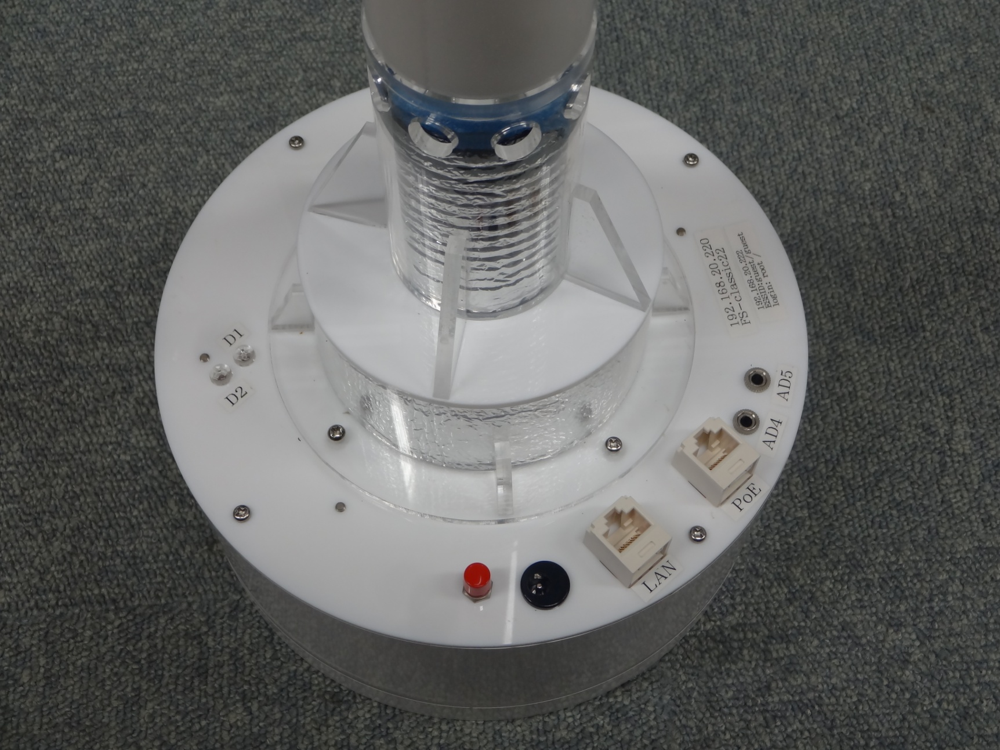 192.168.20.220
FS-classic22
192.168.20.222
ESSID:guest/guest
login: root /
D1
D2
AD5
AD4
PoE
LAN